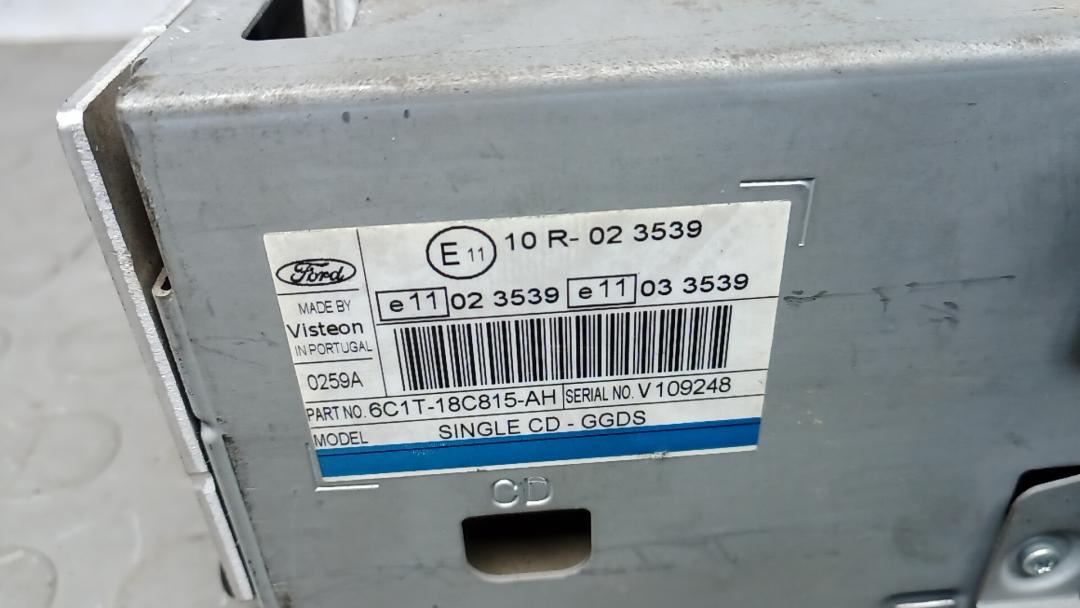 E 11 10 R- 02 3539
Ford
e 11 02 3539 e 11 03 3539
MADE BY
Visteon
IN PORTUGAL
0259A
PART NO. 6C1T-18C815-AH SERIAL NO. V109248
MODEL SINGLE CD - GGDS
CD